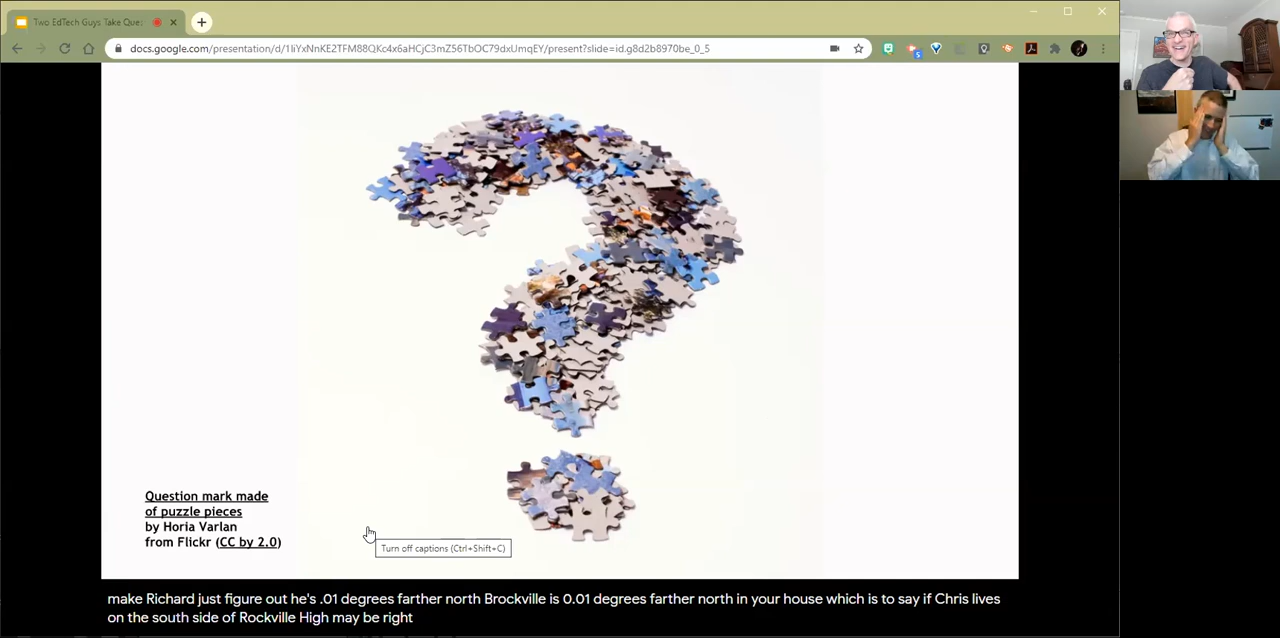 Two EdTech Guys Take Que
docs.google.com/presentation/d/1liYxNnKE2TFM88QKc4x6aHCjC3mZ56TbOC79dxUmqEY/present?slide=id.g8d2b8970be_0_5
Question mark made
of puzzle pieces
by Horia Varlan
from Flickr (CC by 2.0)
Turn off captions (Ctrl+Shift+C)
make Richard just figure out he's .01 degrees farther north Brockville is 0.01 degrees farther north in your house which is to say if Chris lives
on the south side of Rockville High may be right